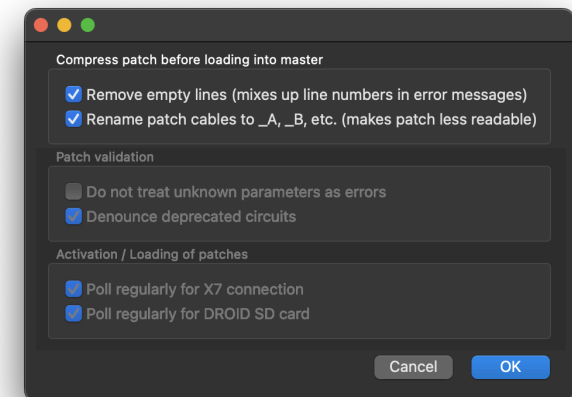 Compress patch before loading into master
Remove empty lines (mixes up line numbers in error messages)
Rename patch cables to _A, _B, etc. (makes patch less readable)
Patch validation
Do not treat unknown parameters as errors
Denounce deprecated circuits
Activation / Loading of patches
Poll regularly for X7 connection
Poll regularly for DROID SD card
Cancel OK